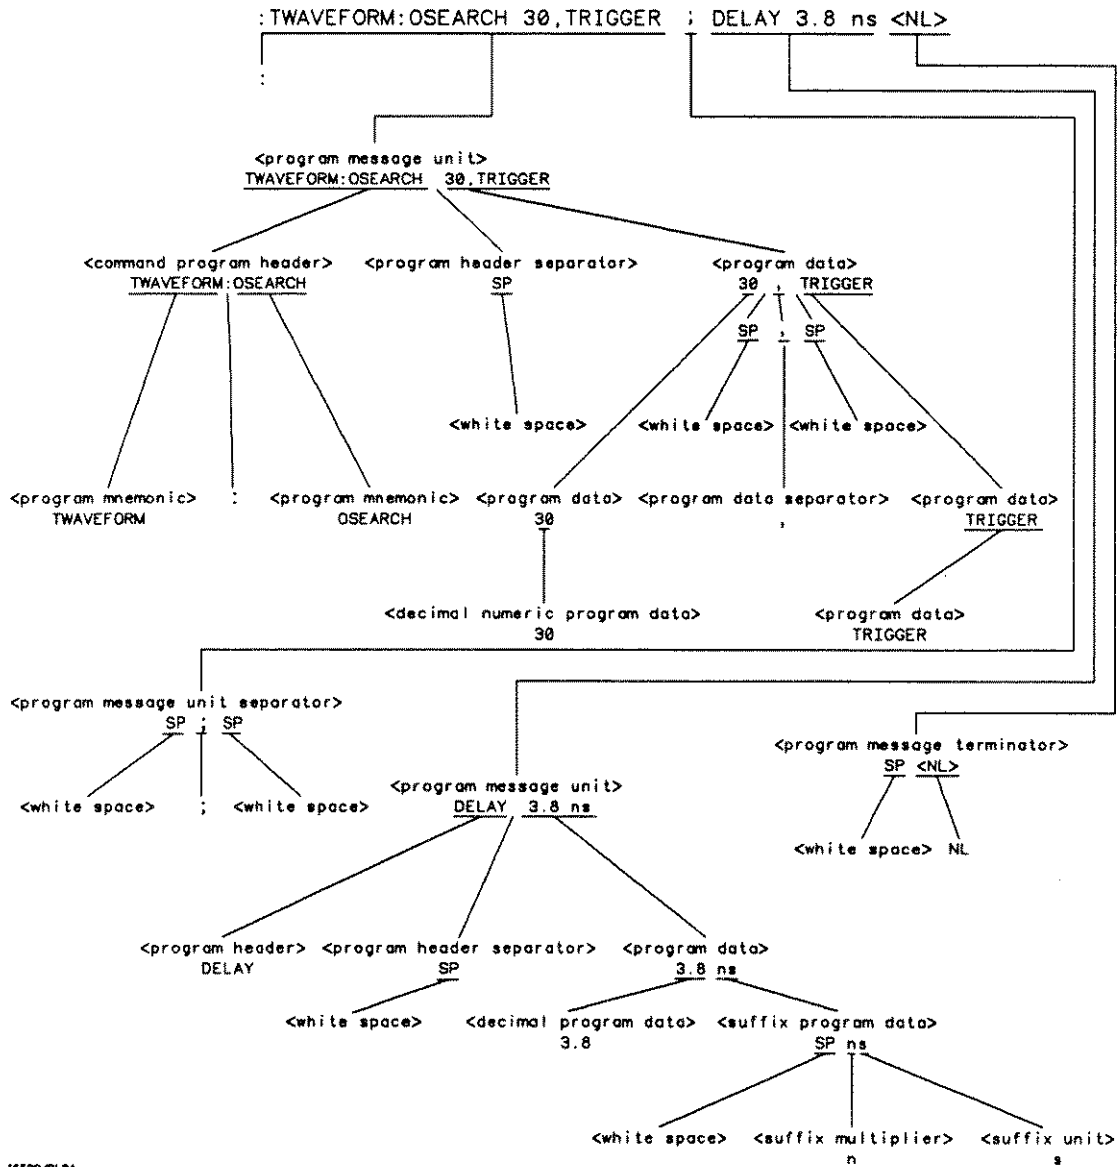 :TWAVEFORM:OSEARCH 30,TRIGGER ; DELAY 3.8 ns <NL>
:
<program message unit>
TWAVEFORM:OSEARCH 30,TRIGGER
<command program header> <program header separator> <program data>
TWAVEFORM:OSEARCH SP 30 , TRIGGER
SP , SP
<white space> <white space> <white space>
<program mnemonic> : <program mnemonic> <program data> <program data separator> <program data>
TWAVEFORM OSEARCH 30 , TRIGGER
<decimal numeric program data> <program data>
30 TRIGGER
<program message unit separator>
SP ; SP
<white space> ; <white space>
<program message terminator>
SP <NL>
<white space> NL
<program message unit>
DELAY 3.8 ns
<program header> <program header separator> <program data>
DELAY SP 3.8 ns
<white space> <decimal program data> <suffix program data>
3.8 SP ns
<white space> <suffix multiplier> <suffix unit>
n s